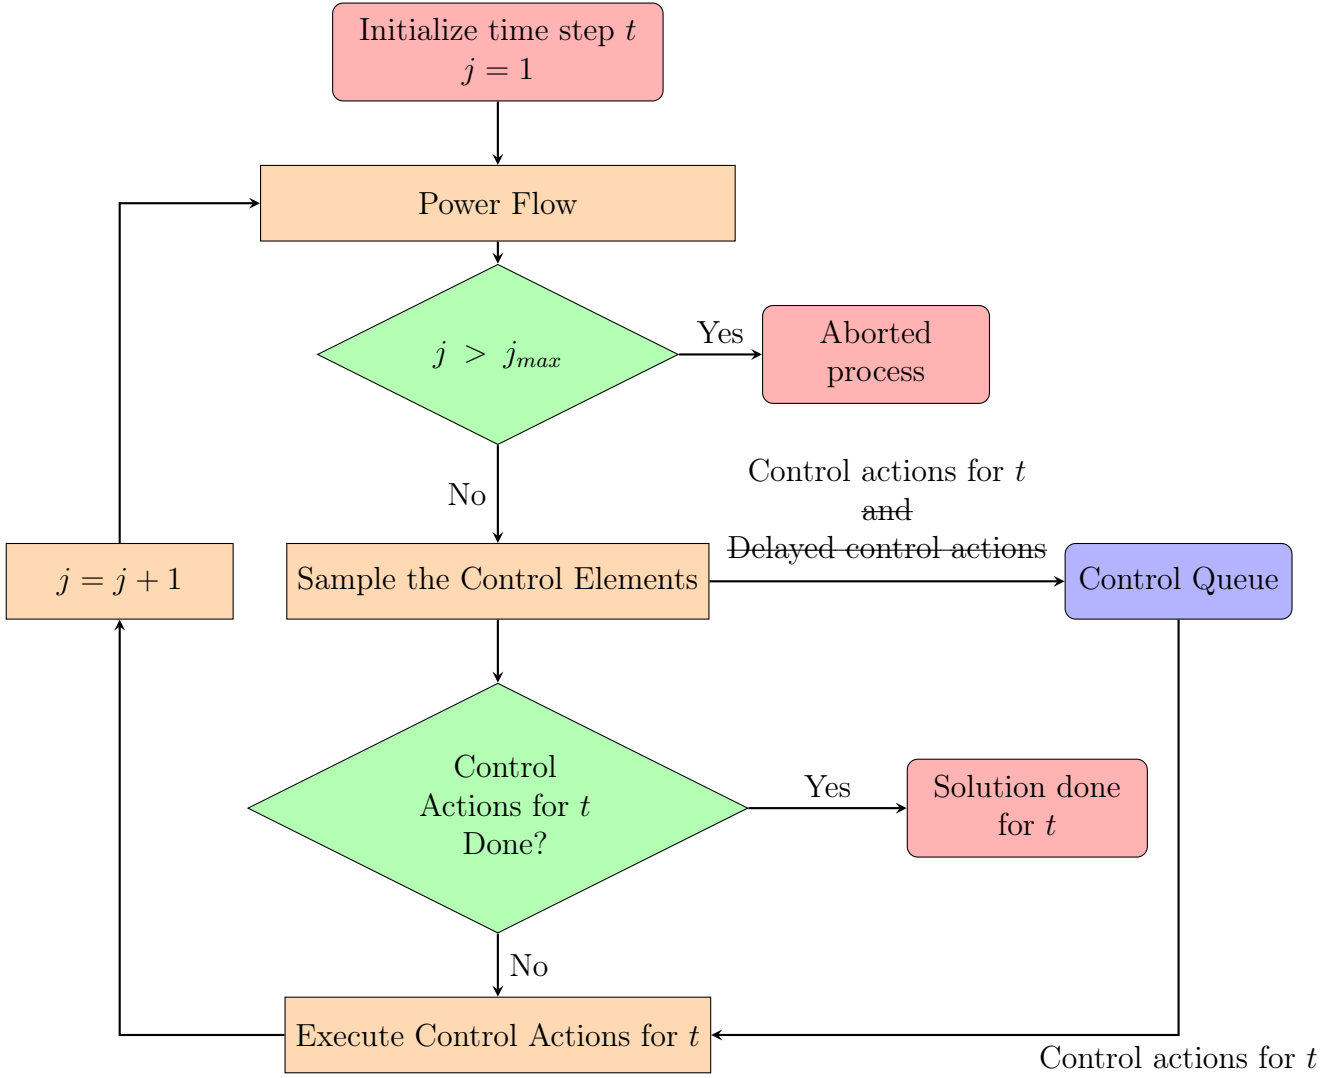 Initialize time step t
j = 1
Power Flow
j > j_max
Yes
Aborted
process
No
Control actions for t
~~and~~
~~Delayed control actions~~
j = j + 1
Sample the Control Elements
Control Queue
Control
Actions for t
Done?
Yes
Solution done
for t
No
Execute Control Actions for t
Control actions for t